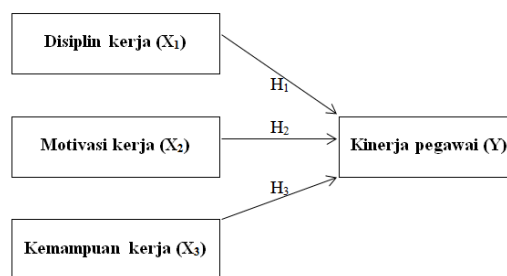 Disiplin kerja (X₁)
H₁
Motivasi kerja (X₂)
H₂
Kinerja pegawai (Y)
H₃
Kemampuan kerja (X₃)